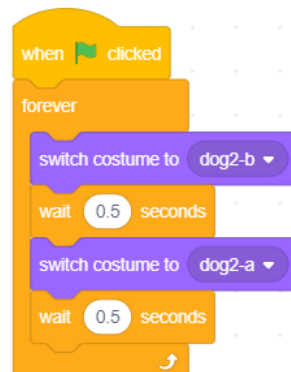 when clicked
forever
switch costume to dog2-b
wait 0.5 seconds
switch costume to dog2-a
wait 0.5 seconds